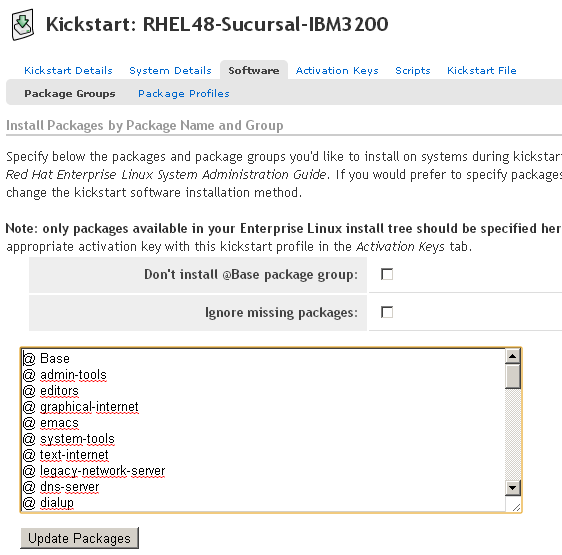 Kickstart: RHEL48-Sucursal-IBM3200
Kickstart Details System Details Software Activation Keys Scripts Kickstart File
Package Groups Package Profiles
Install Packages by Package Name and Group
Specify below the packages and package groups you'd like to install on systems during kickstar
Red Hat Enterprise Linux System Administration Guide. If you would prefer to specify packages
change the kickstart software installation method.
Note: only packages available in your Enterprise Linux install tree should be specified her
appropriate activation key with this kickstart profile in the Activation Keys tab.
Don't install @Base package group:
Ignore missing packages:
@ Base
@ admin-tools
@ editors
@ graphical-internet
@ emacs
@ system-tools
@ text-internet
@ legacy-network-server
@ dns-server
@ dialup
Update Packages